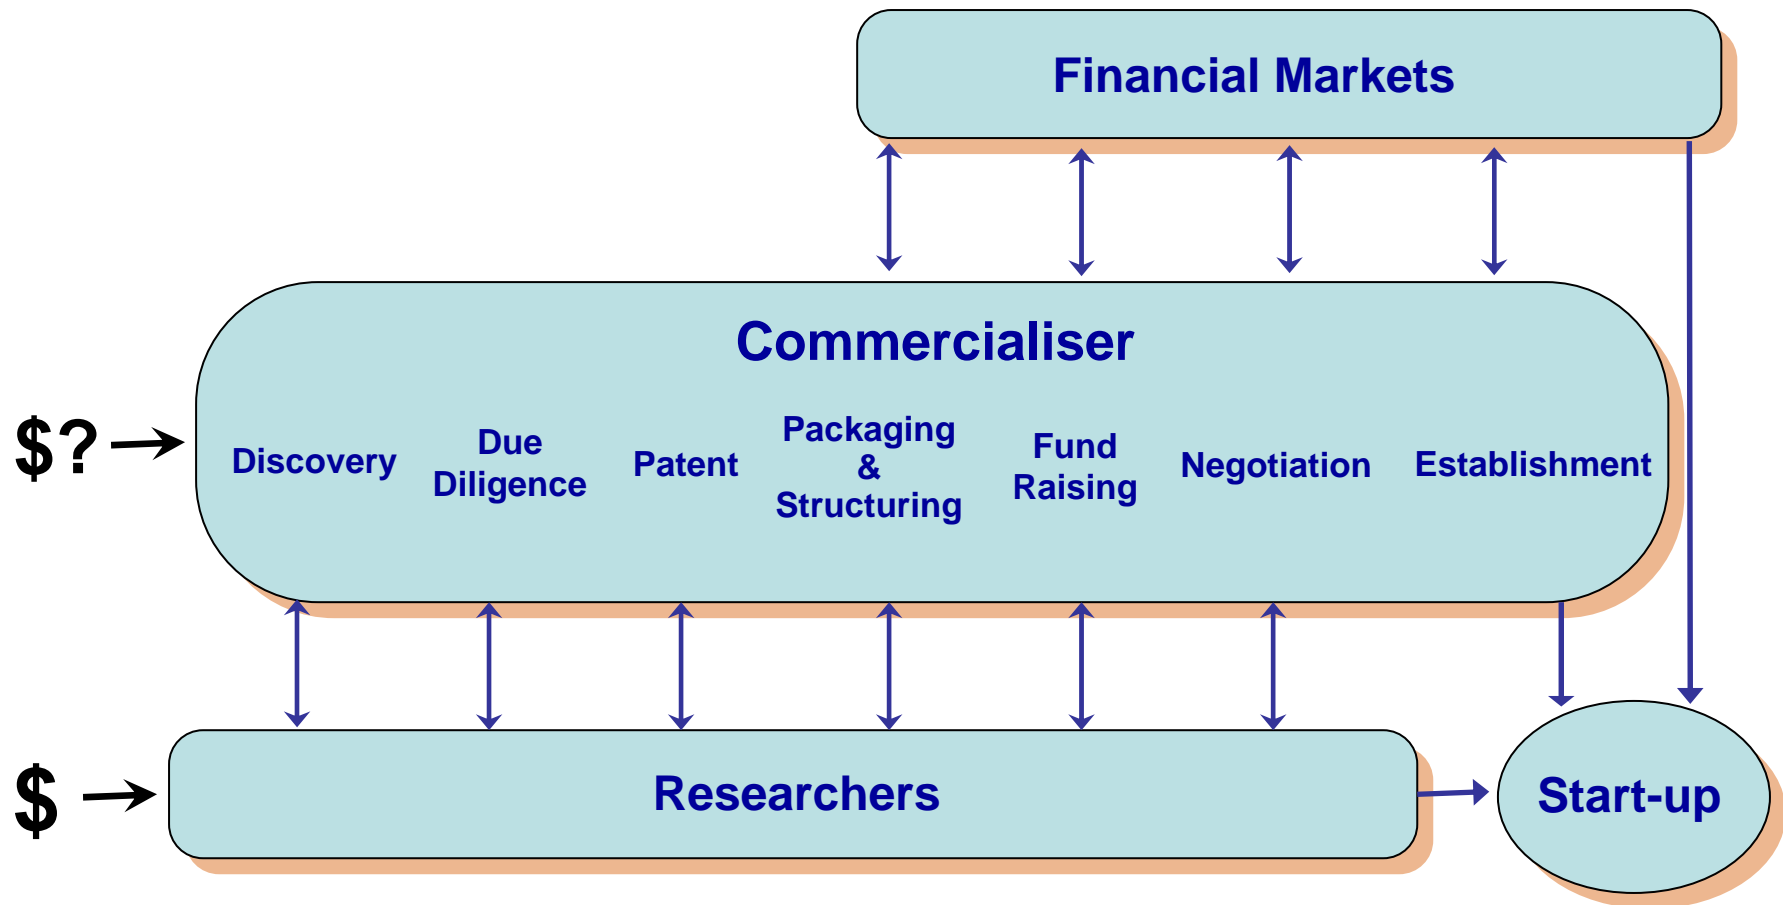 Financial Markets
Commercialiser
$?
Discovery
Due
Diligence
Patent
Packaging
&
Structuring
Fund
Raising
Negotiation
Establishment
$
Researchers
Start-up